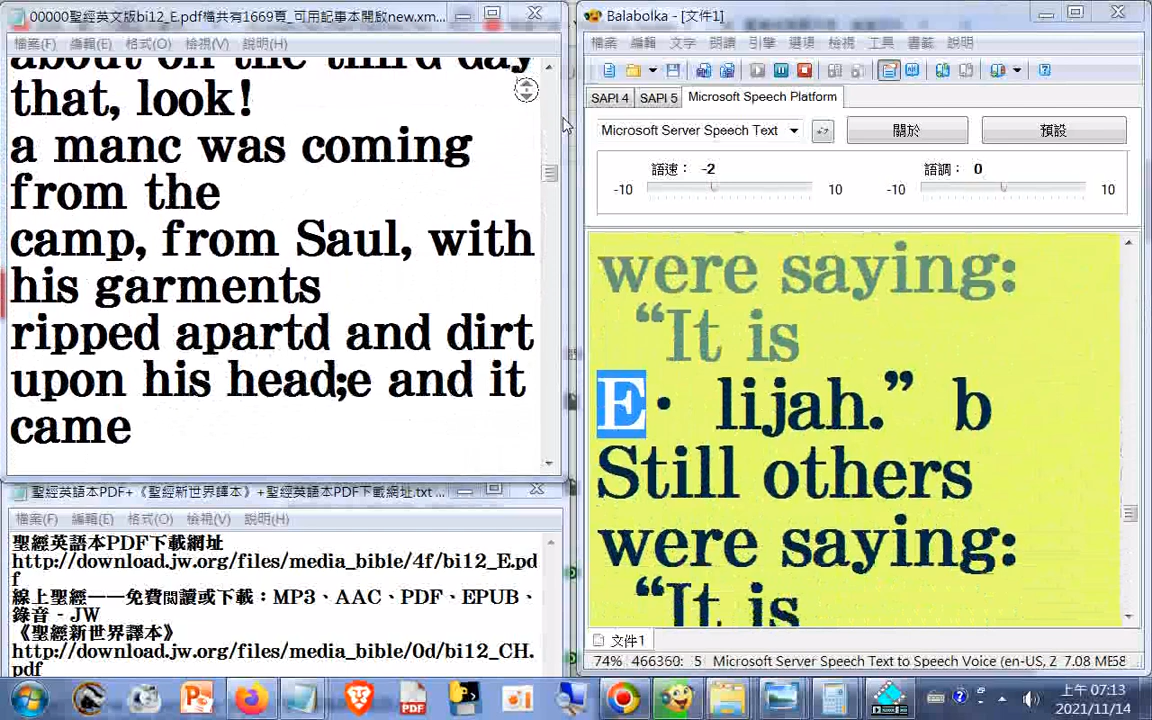 00000聖經英文版bi12_E.pdf檔共有1669頁_可用記事本開啟new.xm...
檔案(F) 編輯(E) 格式(O) 檢視(V) 說明(H)
about on the third day
that, look!
a manc was coming
from the
camp, from Saul, with
his garments
ripped apartd and dirt
upon his head;e and it
came
聖經英語本PDF+《聖經新世界譯本》+聖經英語本PDF下載網址.txt ...
檔案(F) 編輯(E) 格式(O) 檢視(V) 說明(H)
聖經英語本PDF下載網址
http://download.jw.org/files/media_bible/4f/bi12_E.pd
f
線上聖經——免費閱讀或下載：MP3、AAC、PDF、EPUB、
錄音 - JW
《聖經新世界譯本》
http://download.jw.org/files/media_bible/0d/bi12_CH.
pdf
Balabolka - [文件1]
檔案 編輯 文字 朗讀 引擎 選項 檢視 工具 書籤 說明
SAPI 4 SAPI 5 Microsoft Speech Platform
Microsoft Server Speech Text 關於 預設
語速： -2 語調： 0
-10 10 -10 10
were saying:
“It is
E· lijah.” b
Still others
were saying:
“It is
文件1
74% 466360: 5 Microsoft Server Speech Text to Speech Voice (en-US, Z 7.08 ME58
上午 07:13
2021/11/14